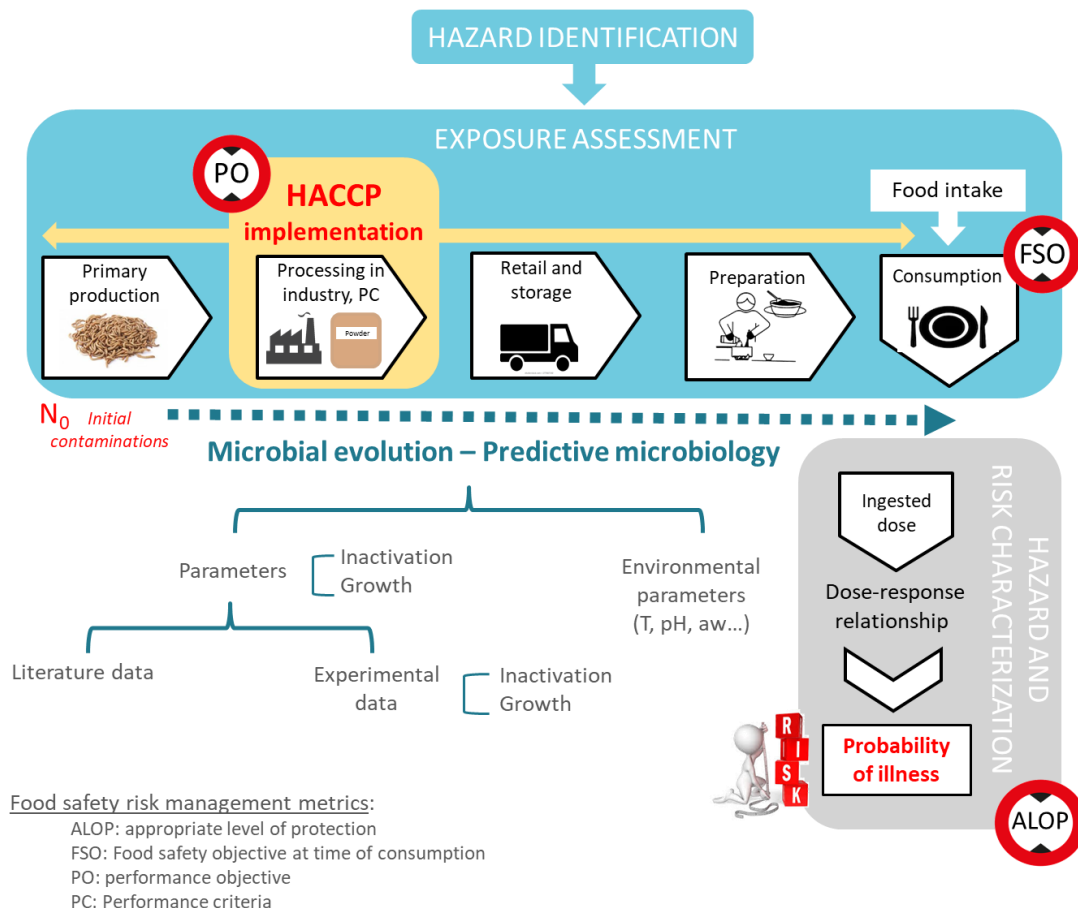 HAZARD IDENTIFICATION
EXPOSURE ASSESSMENT
PO
HACCP
implementation
Food intake
FSO
Primary
production
Processing in
industry, PC
Powder
Retail and
storage
Preparation
Consumption
N0 Initial
contaminations
Microbial evolution – Predictive microbiology
Parameters
Inactivation
Growth
Environmental
parameters
(T, pH, aw...)
Literature data
Experimental
data
Inactivation
Growth
HAZARD AND
RISK CHARACTERIZATION
Ingested
dose
Dose-response
relationship
RISK
Probability
of illness
ALOP
Food safety risk management metrics:
ALOP: appropriate level of protection
FSO: Food safety objective at time of consumption
PO: performance objective
PC: Performance criteria